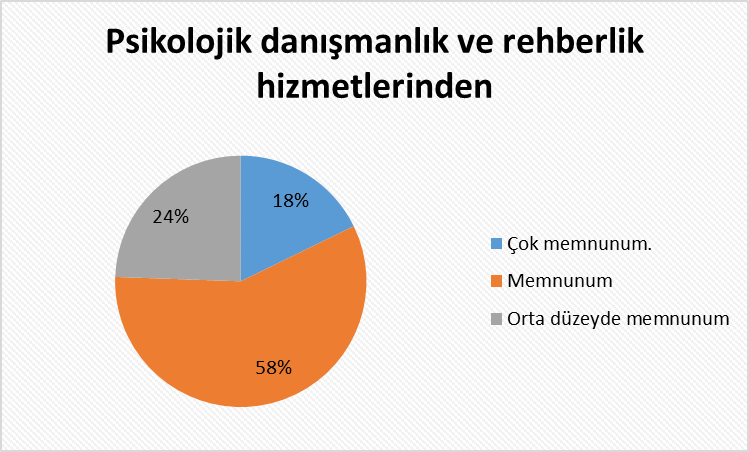 Psikolojik danışmanlık ve rehberlik
hizmetlerinden
18%
24%
58%
Çok memnunum.
Memnunum
Orta düzeyde memnunum